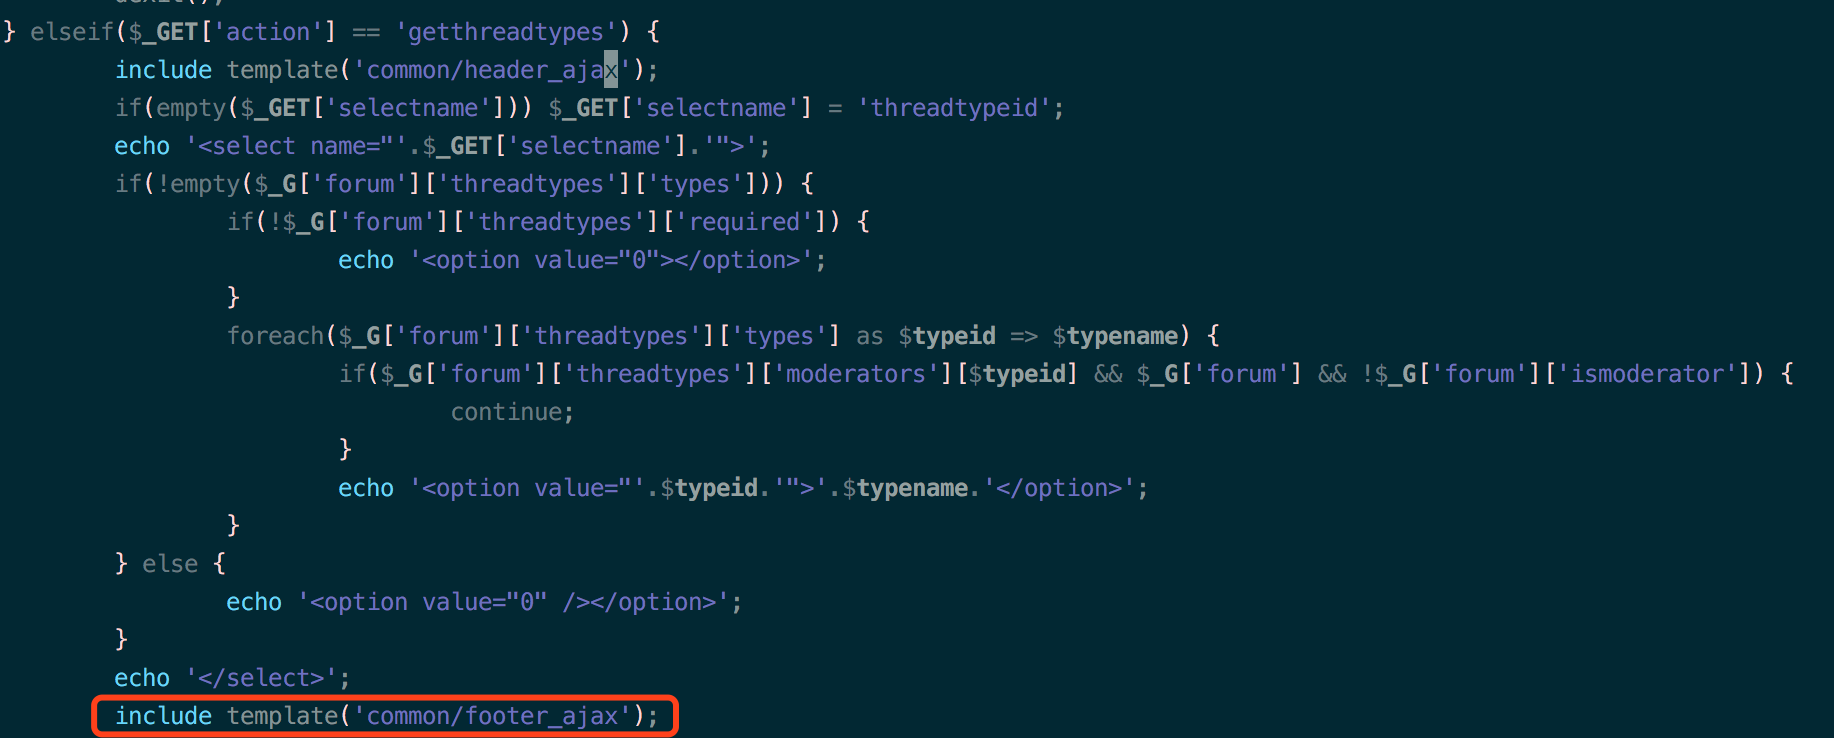 dexit();
} elseif($_GET['action'] == 'getthreadtypes') {
include template('common/header_ajax');
if(empty($_GET['selectname'])) $_GET['selectname'] = 'threadtypeid';
echo '<select name="'.$_GET['selectname'].'">';
if(!empty($_G['forum']['threadtypes']['types'])) {
if(!$_G['forum']['threadtypes']['required']) {
echo '<option value="0"></option>';
}
foreach($_G['forum']['threadtypes']['types'] as $typeid => $typename) {
if($_G['forum']['threadtypes']['moderators'][$typeid] && $_G['forum'] && !$_G['forum']['ismoderator']) {
continue;
}
echo '<option value="'.$typeid.'">'.$typename.'</option>';
}
} else {
echo '<option value="0" /></option>';
}
echo '</select>';
include template('common/footer_ajax');